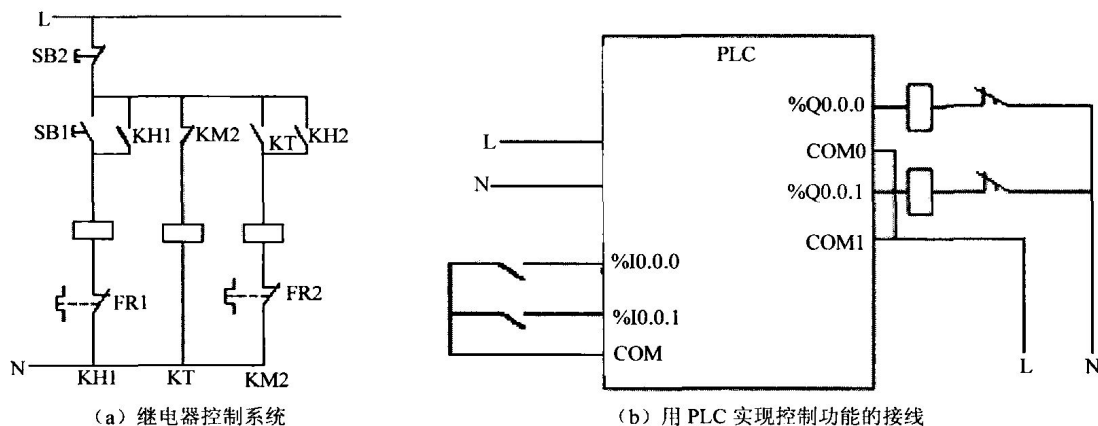 L
SB2
SB1
KH1
KM2
KT
KH2
FR1
FR2
N
KH1
KT
KM2
(a)继电器控制系统
PLC
L
N
%I0.0.0
%I0.0.1
COM
%Q0.0.0
COM0
%Q0.0.1
COM1
L
N
(b)用 PLC 实现控制功能的接线